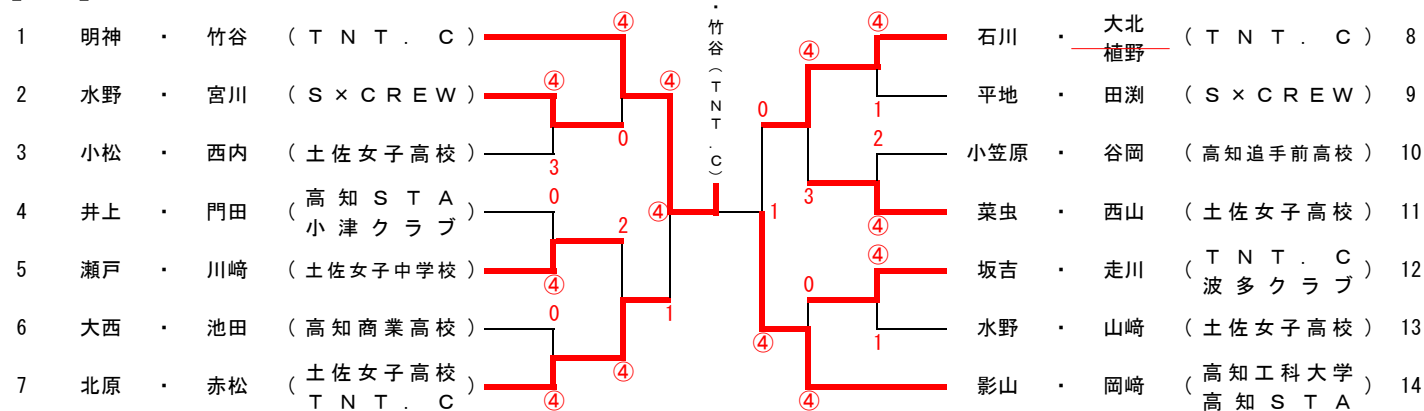 ・竹谷（TNT.C）
1 明神 ・ 竹谷 （TNT.C）
2 水野 ・ 宮川 （S×CREW）
3 小松 ・ 西内 （土佐女子高校）
4 井上 ・ 門田 （高知STA 小津クラブ）
5 瀬戸 ・ 川﨑 （土佐女子中学校）
6 大西 ・ 池田 （高知商業高校）
7 北原 ・ 赤松 （土佐女子高校 TNT.C）
④
④
3
0
④
0
④
④
0
2
④
④
1
④
1
0
④
④
3
0
④
④
1
2
④
④
1
石川 ・ 大北 植野 （TNT.C） 8
平地 ・ 田渕 （S×CREW） 9
小笠原 ・ 谷岡 （高知追手前高校） 10
菜虫 ・ 西山 （土佐女子高校） 11
坂吉 ・ 走川 （TNT.C 波多クラブ） 12
水野 ・ 山﨑 （土佐女子高校） 13
影山 ・ 岡﨑 （高知工科大学 高知STA） 14